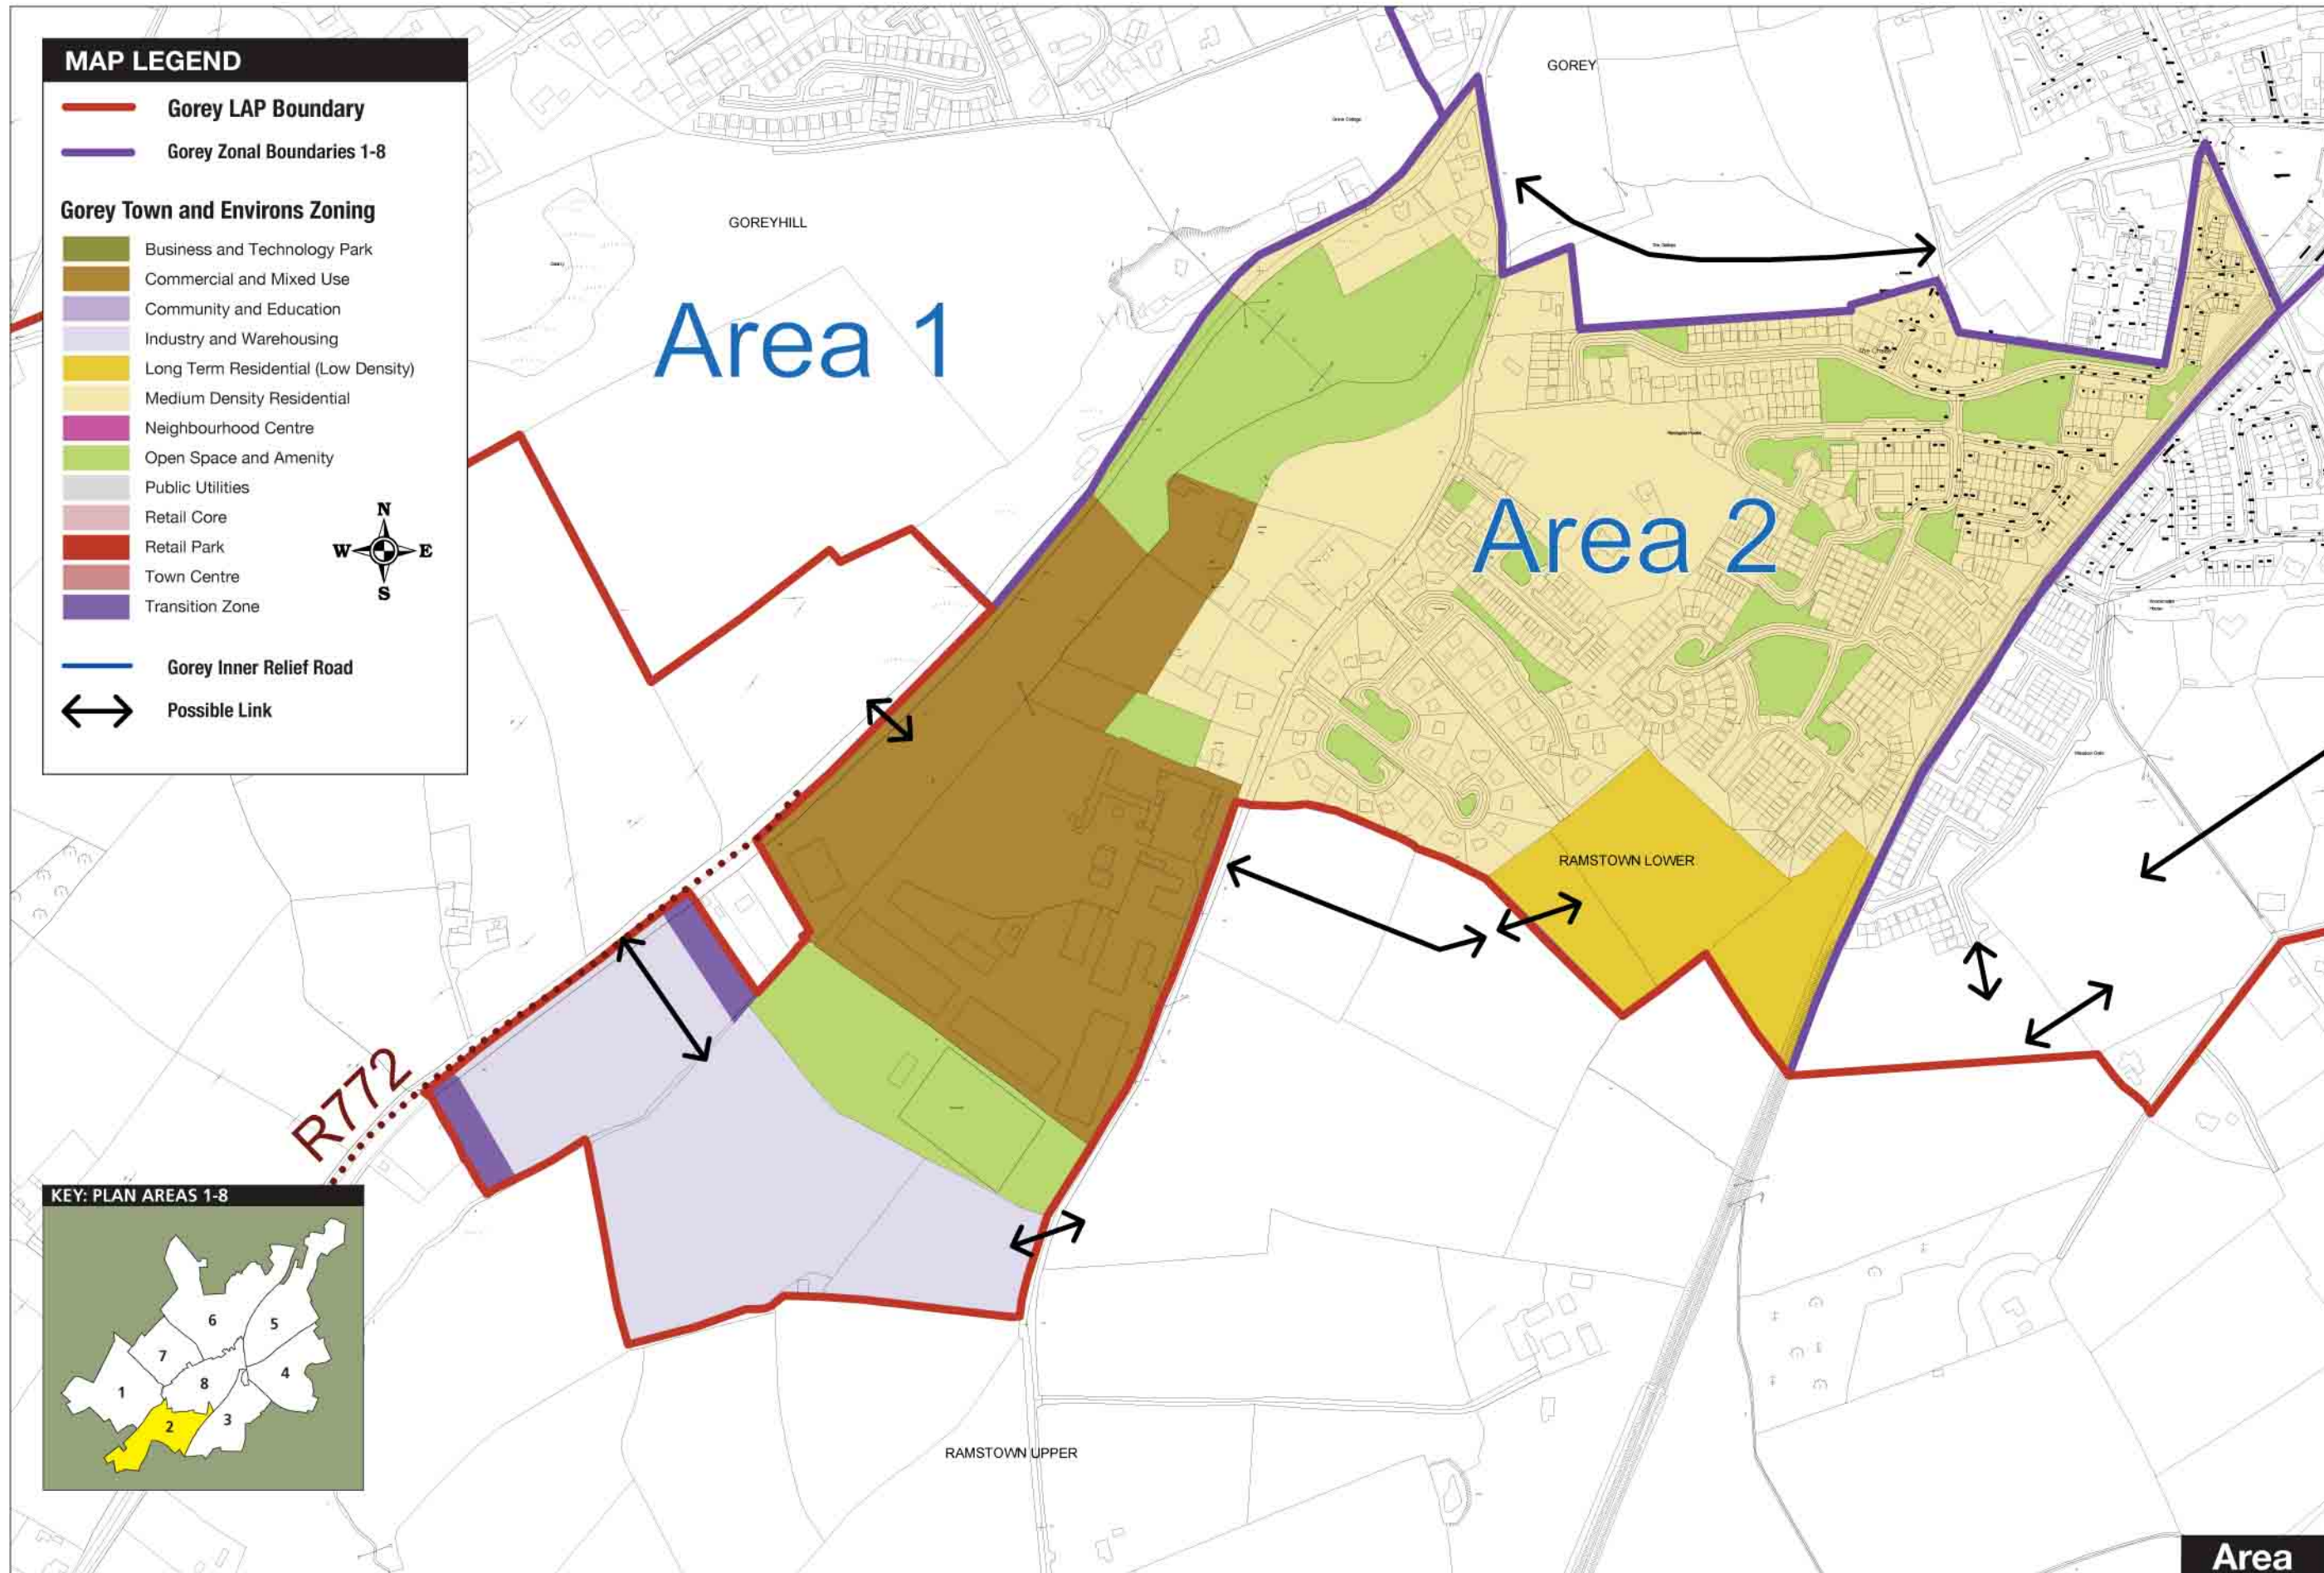 MAP LEGEND
Gorey LAP Boundary
Gorey Zonal Boundaries 1-8
Gorey Town and Environs Zoning
Business and Technology Park
Commercial and Mixed Use
Community and Education
Industry and Warehousing
Long Term Residential (Low Density)
Medium Density Residential
Neighbourhood Centre
Open Space and Amenity
Public Utilities
Retail Core
Retail Park
Town Centre
Transition Zone
N
W E
S
Gorey Inner Relief Road
Possible Link
GOREY
GOREYHILL
Area 1
Area 2
RAMSTOWN LOWER
R772
KEY: PLAN AREAS 1-8
6
5
7
4
8
1
3
2
RAMSTOWN UPPER
Area